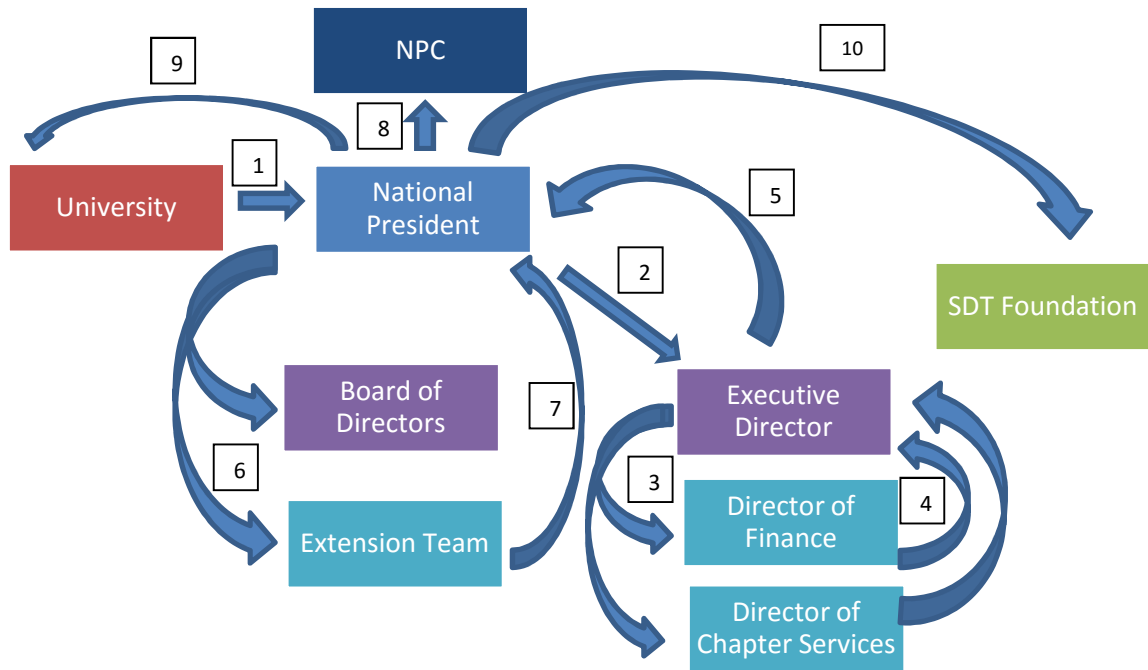 NPC
10
9
8
1
University
National
President
5
2
SDT Foundation
Board of
Directors
7
Executive
Director
6
3
4
Extension Team
Director of
Finance
Director of
Chapter Services